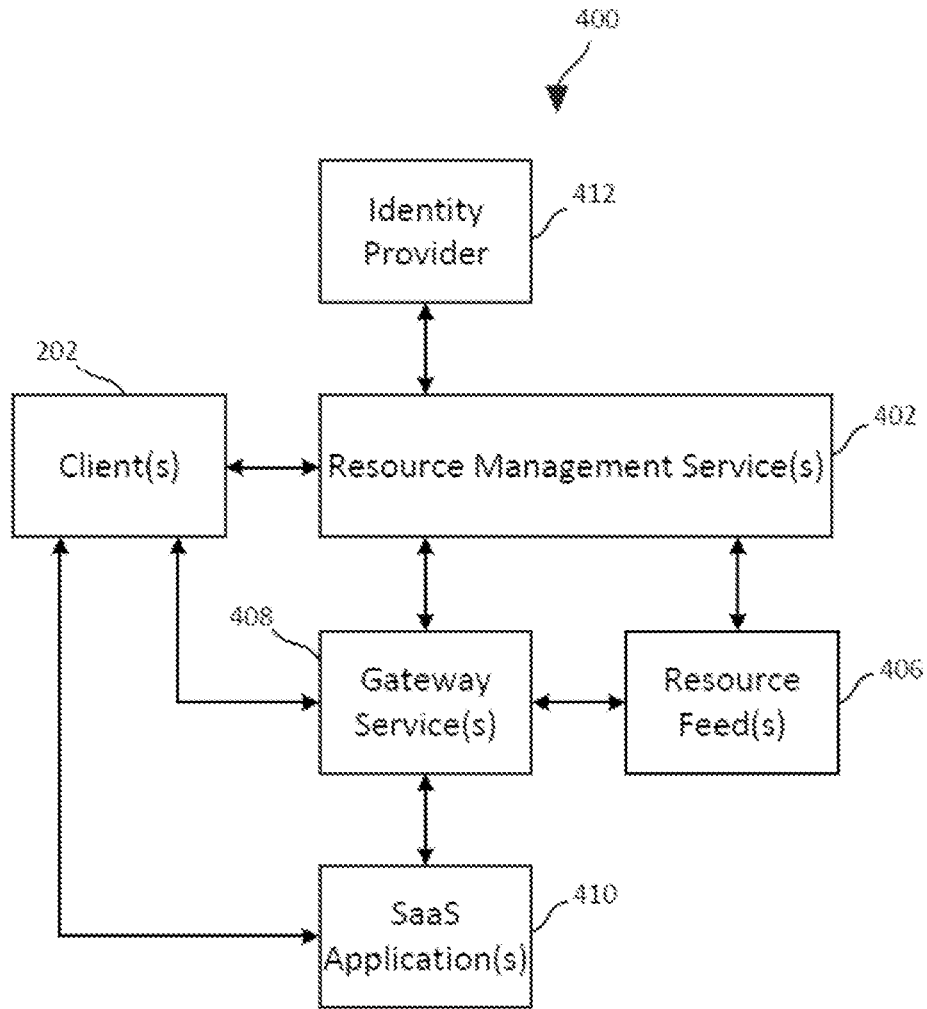 400
Identity
Provider
412
202
Client(s)
Resource Management Service(s)
402
408
Gateway
Service(s)
Resource
Feed(s)
406
SaaS
Application(s)
410